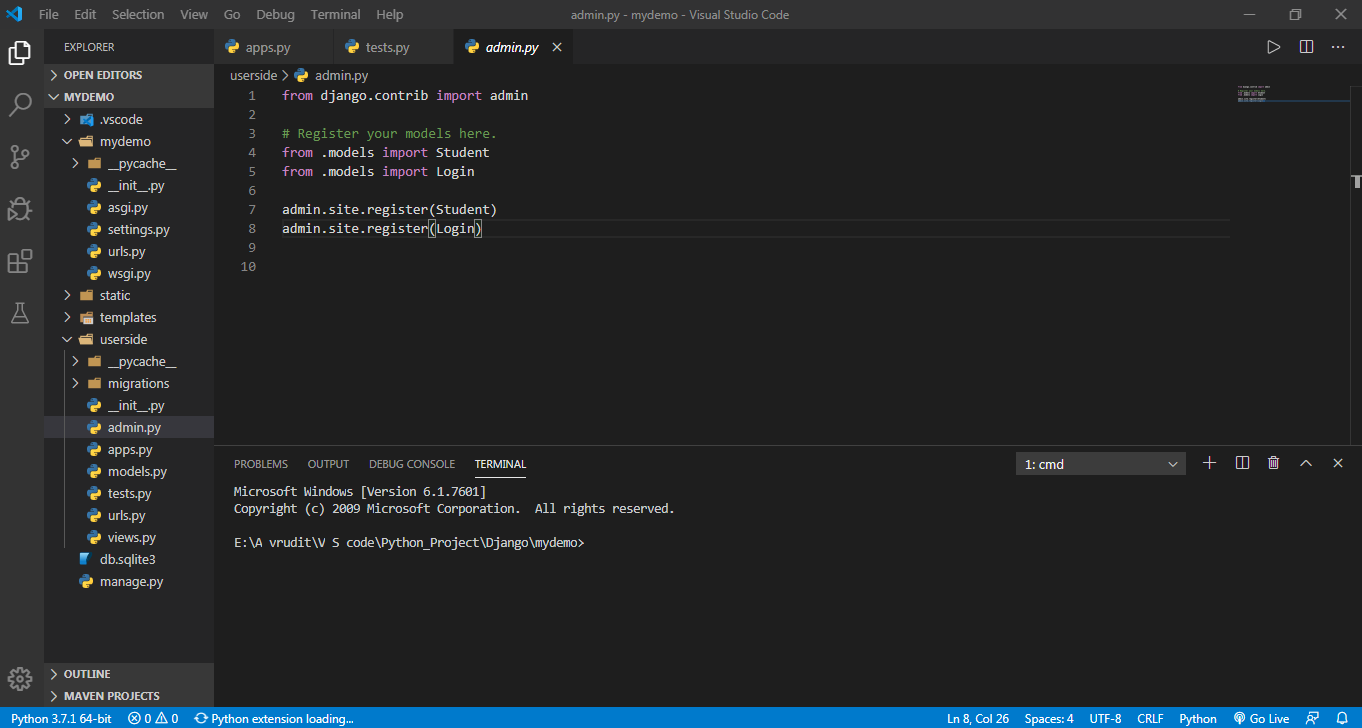 File Edit Selection View Go Debug Terminal Help
admin.py - mydemo - Visual Studio Code
EXPLORER
OPEN EDITORS
MYDEMO
.vscode
mydemo
__pycache__
__init__.py
asgi.py
settings.py
urls.py
wsgi.py
static
templates
userside
__pycache__
migrations
__init__.py
admin.py
apps.py
models.py
tests.py
urls.py
views.py
db.sqlite3
manage.py
OUTLINE
MAVEN PROJECTS
apps.py tests.py admin.py
userside > admin.py
1 from django.contrib import admin
2
3 # Register your models here.
4 from .models import Student
5 from .models import Login
6
7 admin.site.register(Student)
8 admin.site.register(Login)
9
10
PROBLEMS OUTPUT DEBUG CONSOLE TERMINAL
1: cmd
Microsoft Windows [Version 6.1.7601]
Copyright (c) 2009 Microsoft Corporation.  All rights reserved.
E:\A vrudit\V S code\Python_Project\Django\mydemo>
Python 3.7.1 64-bit 0 0 Python extension loading... Ln 8, Col 26 Spaces: 4 UTF-8 CRLF Python Go Live